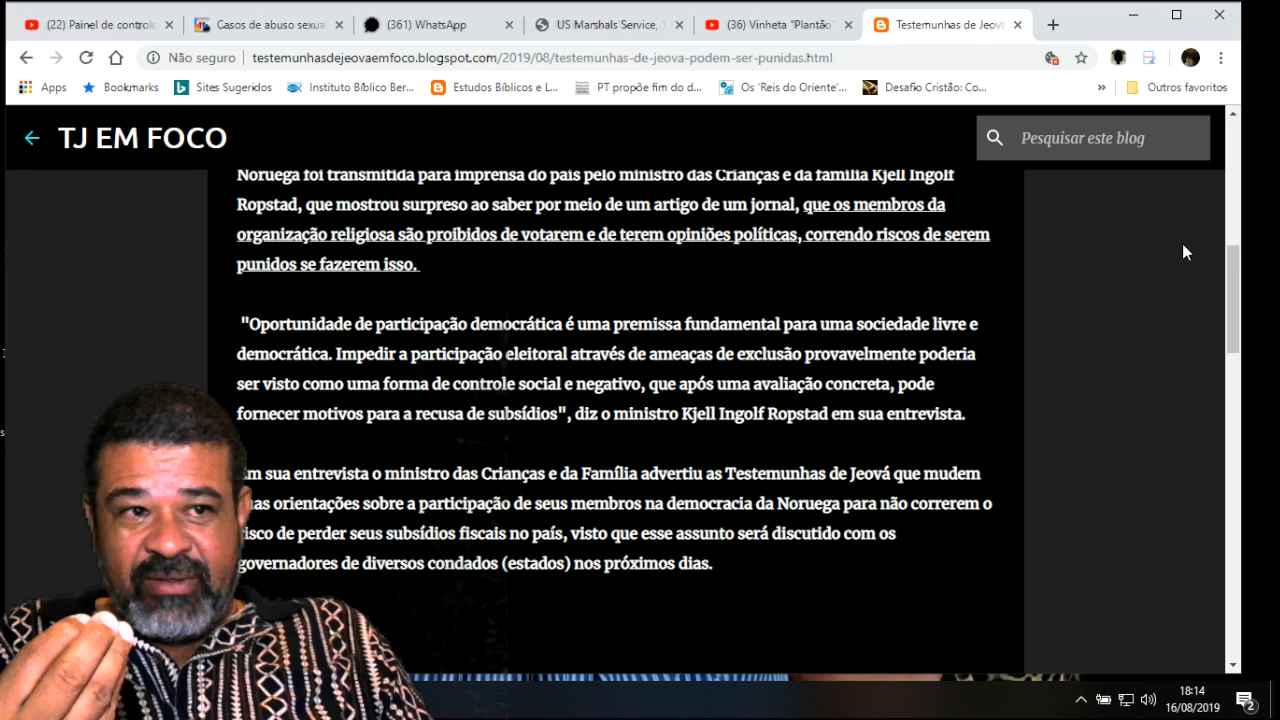 (22) Painel de controle
Casos de abuso sexua
(361) WhatsApp
US Marshals Service,
(36) Vinheta "Plantão
Testemunhas de Jeov
Não seguro
testemunhasdejeovaemfoco.blogspot.com/2019/08/testemunhas-de-jeova-podem-ser-punidas.html
Apps
Bookmarks
Sites Sugeridos
Instituto Bíblico Ber...
Estudos Bíblicos e L...
PT propõe fim do d...
Os 'Reis do Oriente'...
Desafio Cristão: Co...
»
Outros favoritos
TJ EM FOCO
Pesquisar este blog
Noruega foi transmitida para imprensa do país pelo ministro das Crianças e da família Kjell Ingolf
Ropstad, que mostrou surpreso ao saber por meio de um artigo de um jornal, que os membros da
organização religiosa são proibidos de votarem e de terem opiniões políticas, correndo riscos de serem
punidos se fazerem isso.
"Oportunidade de participação democrática é uma premissa fundamental para uma sociedade livre e
democrática. Impedir a participação eleitoral através de ameaças de exclusão provavelmente poderia
ser visto como uma forma de controle social e negativo, que após uma avaliação concreta, pode
fornecer motivos para a recusa de subsídios", diz o ministro Kjell Ingolf Ropstad em sua entrevista.
Em sua entrevista o ministro das Crianças e da Família advertiu as Testemunhas de Jeová que mudem
suas orientações sobre a participação de seus membros na democracia da Noruega para não correrem o
risco de perder seus subsídios fiscais no país, visto que esse assunto será discutido com os
governadores de diversos condados (estados) nos próximos dias.
18:14
16/08/2019
2